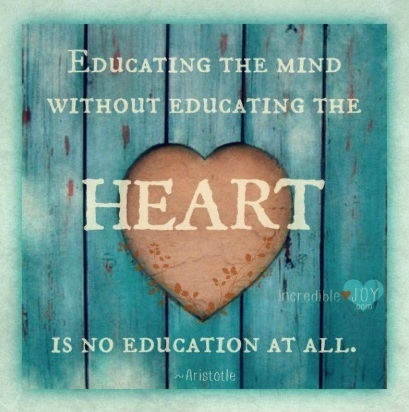 Educating the mind
without educating the
HEART
Incredible JOY
.com
is no education at all.
~Aristotle